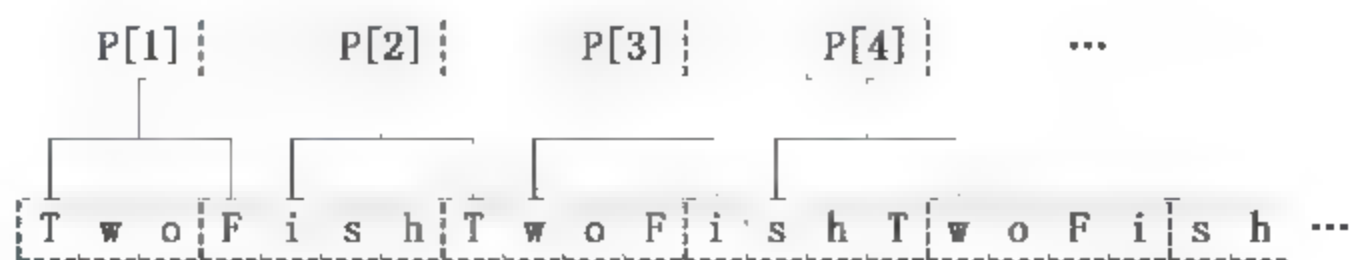 P[1] P[2] P[3] P[4] ...
T w o F i s h T w o F i s h T w o F i s h ...